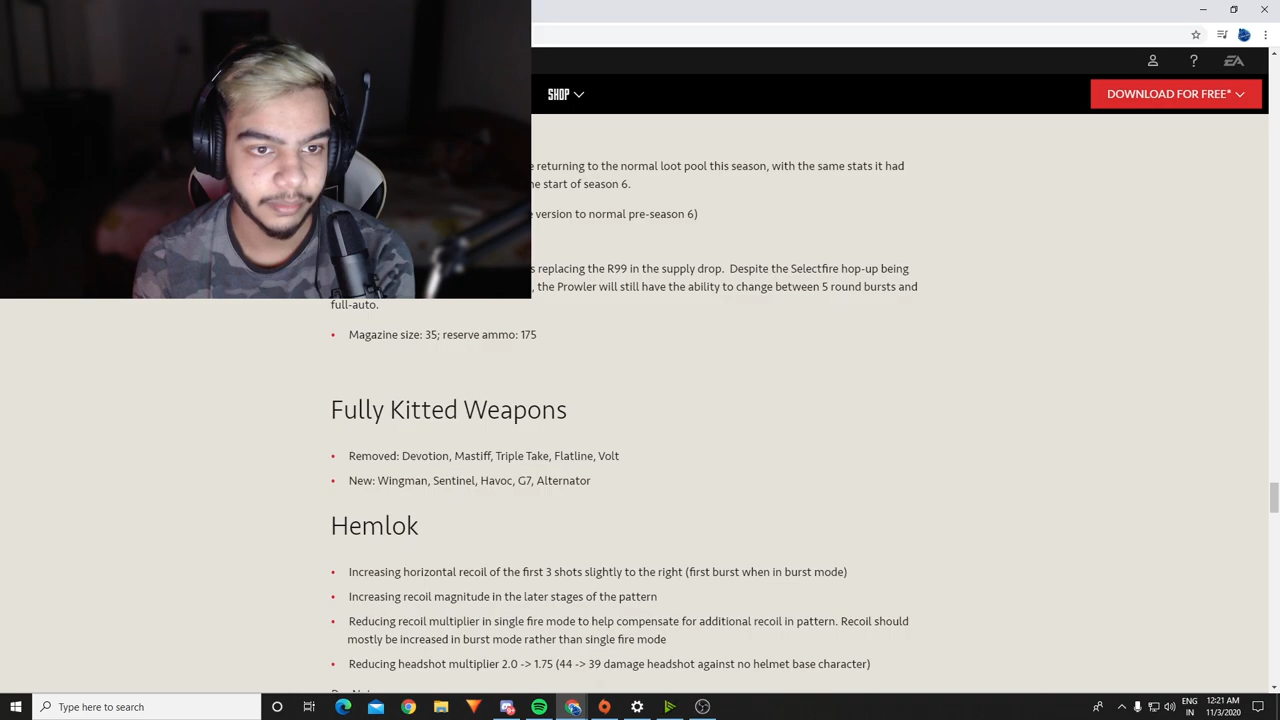 SHOP
DOWNLOAD FOR FREE*
EA
returning to the normal loot pool this season, with the same stats it had
start of season 6.
version to normal pre-season 6)
replacing the R99 in the supply drop. Despite the Selectfire hop-up being
, the Prowler will still have the ability to change between 5 round bursts and
full-auto.
• Magazine size: 35; reserve ammo: 175
Fully Kitted Weapons
• Removed: Devotion, Mastiff, Triple Take, Flatline, Volt
• New: Wingman, Sentinel, Havoc, G7, Alternator
Hemlok
• Increasing horizontal recoil of the first 3 shots slightly to the right (first burst when in burst mode)
• Increasing recoil magnitude in the later stages of the pattern
• Reducing recoil multiplier in single fire mode to help compensate for additional recoil in pattern. Recoil should
mostly be increased in burst mode rather than single fire mode
• Reducing headshot multiplier 2.0 -> 1.75 (44 -> 39 damage headshot against no helmet base character)
Type here to search
ENG
IN
12:21 AM
11/3/2020